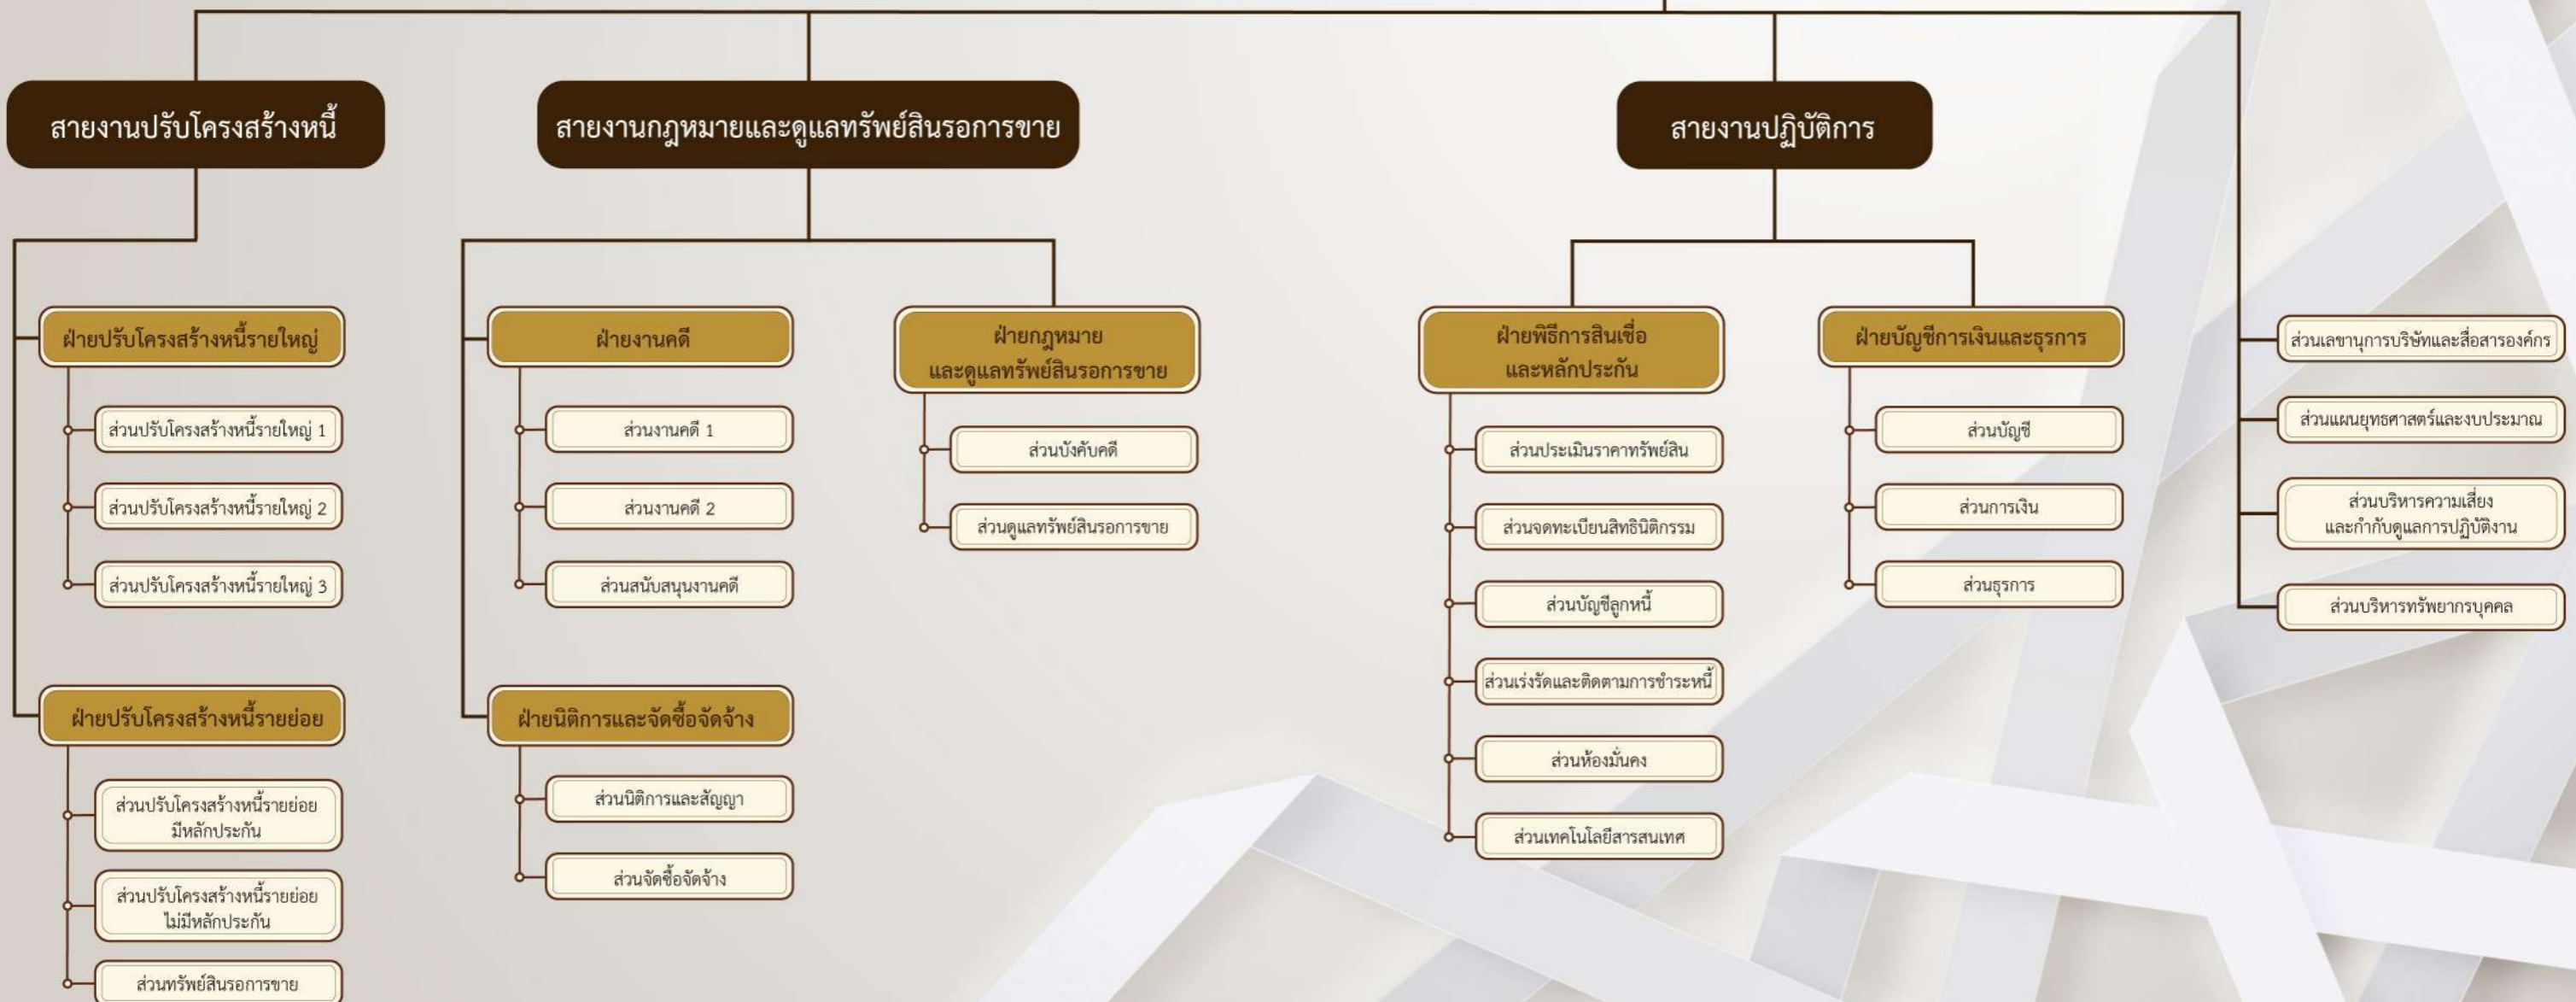 สายงานปรับโครงสร้างหนี้
สายงานกฎหมายและดูแลทรัพย์สินรอการขาย
สายงานปฏิบัติการ
ฝ่ายปรับโครงสร้างหนี้รายใหญ่
ส่วนปรับโครงสร้างหนี้รายใหญ่ 1
ส่วนปรับโครงสร้างหนี้รายใหญ่ 2
ส่วนปรับโครงสร้างหนี้รายใหญ่ 3
ฝ่ายปรับโครงสร้างหนี้รายย่อย
ส่วนปรับโครงสร้างหนี้รายย่อย
มีหลักประกัน
ส่วนปรับโครงสร้างหนี้รายย่อย
ไม่มีหลักประกัน
ส่วนทรัพย์สินรอการขาย
ฝ่ายงานคดี
ส่วนงานคดี 1
ส่วนงานคดี 2
ส่วนสนับสนุนงานคดี
ฝ่ายนิติการและจัดซื้อจัดจ้าง
ส่วนนิติการและสัญญา
ส่วนจัดซื้อจัดจ้าง
ฝ่ายกฎหมาย
และดูแลทรัพย์สินรอการขาย
ส่วนบังคับคดี
ส่วนดูแลทรัพย์สินรอการขาย
ฝ่ายพิธีการสินเชื่อ
และหลักประกัน
ส่วนประเมินราคาทรัพย์สิน
ส่วนจดทะเบียนสิทธินิติกรรม
ส่วนบัญชีลูกหนี้
ส่วนเร่งรัดและติดตามการชำระหนี้
ส่วนห้องมั่นคง
ส่วนเทคโนโลยีสารสนเทศ
ฝ่ายบัญชีการเงินและธุรการ
ส่วนบัญชี
ส่วนการเงิน
ส่วนธุรการ
ส่วนเลขานุการบริษัทและสื่อสารองค์กร
ส่วนแผนยุทธศาสตร์และงบประมาณ
ส่วนบริหารความเสี่ยง
และกำกับดูแลการปฏิบัติงาน
ส่วนบริหารทรัพยากรบุคคล